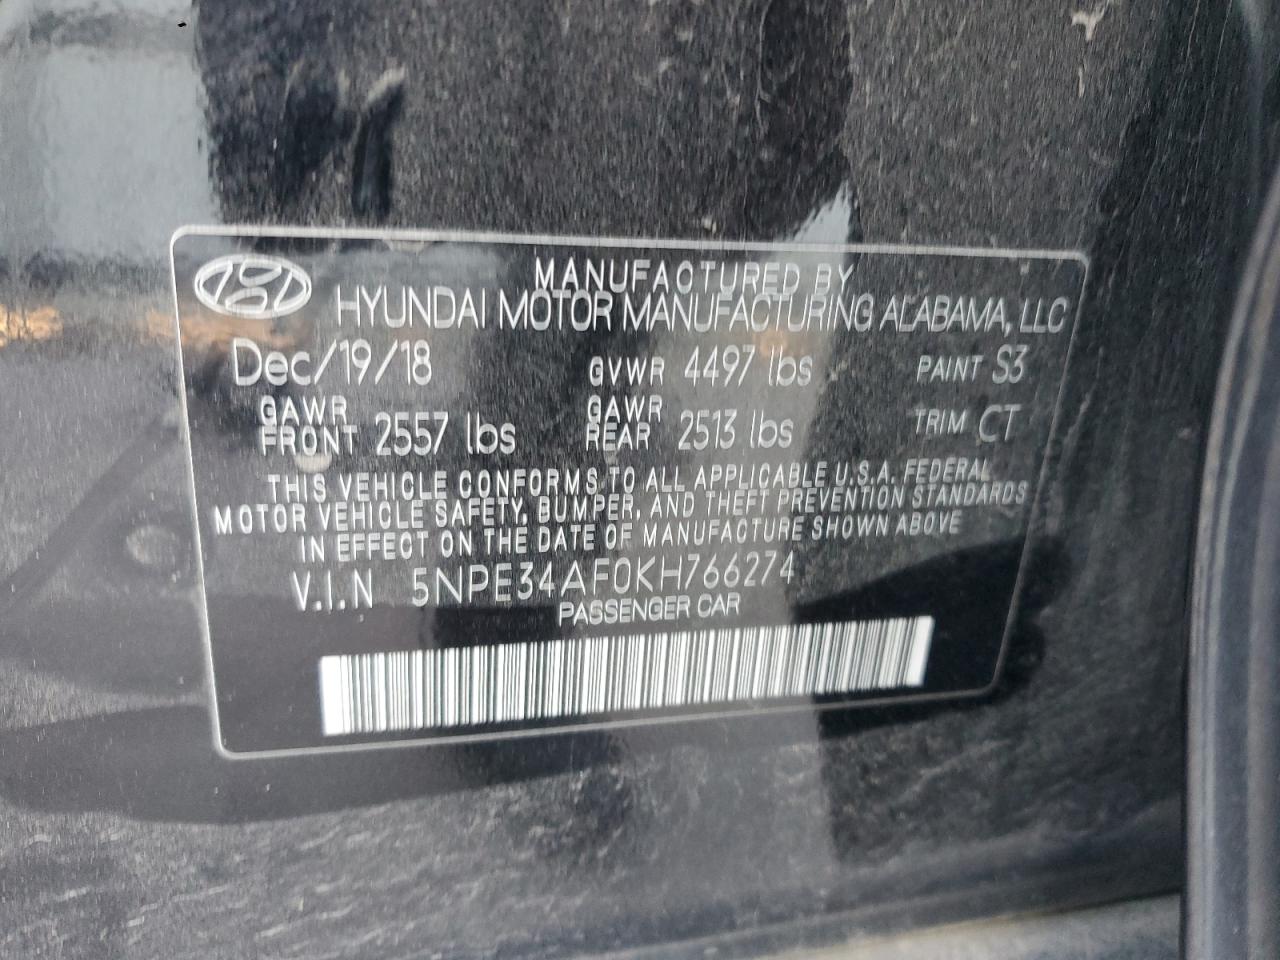 MANUFACTURED BY
HYUNDAI MOTOR MANUFACTURING ALABAMA, LLC
Dec/19/18 GVWR 4497 lbs PAINT S3
GAWR FRONT 2557 lbs GAWR REAR 2513 lbs TRIM CT
THIS VEHICLE CONFORMS TO ALL APPLICABLE U.S.A. FEDERAL
MOTOR VEHICLE SAFETY, BUMPER, AND THEFT PREVENTION STANDARDS
IN EFFECT ON THE DATE OF MANUFACTURE SHOWN ABOVE
V.I.N 5NPE34AF0KH766274
PASSENGER CAR